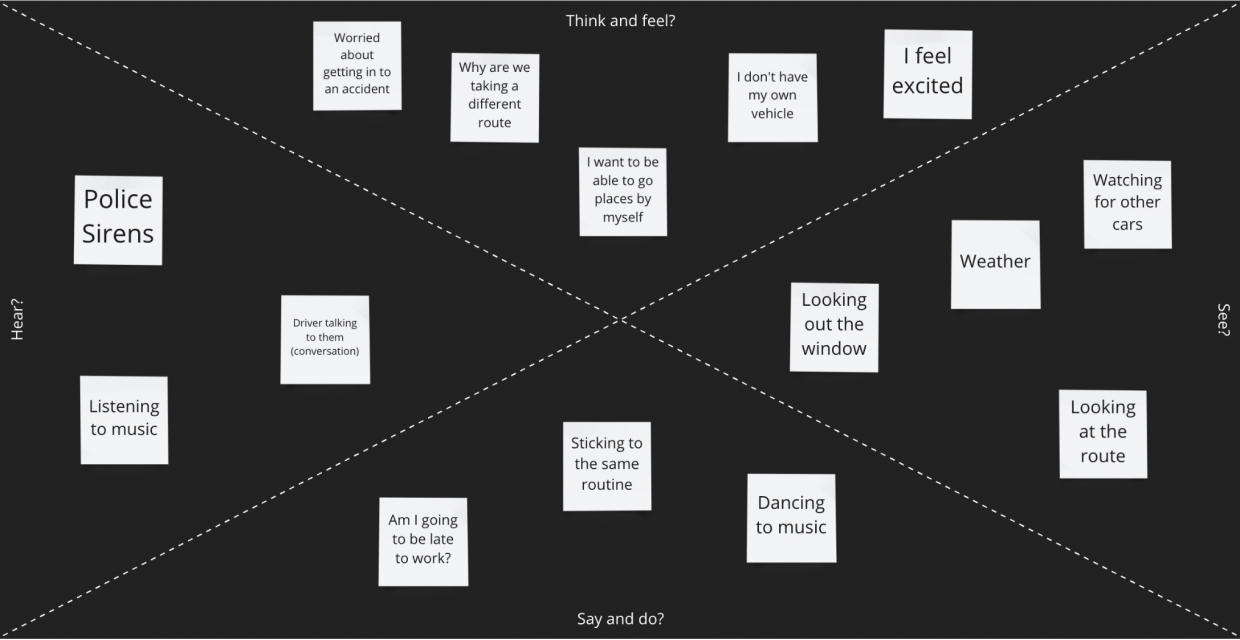 Think and feel?
Worried
about
getting in to
an accident
Why are we
taking a
different
route
I don't have
my own
vehicle
I feel
excited
I want to be
able to go
places by
myself
Hear?
Police
Sirens
Driver talking
to them
(conversation)
Listening
to music
See?
Watching
for other
cars
Weather
Looking
out the
window
Looking
at the
route
Sticking to
the same
routine
Am I going
to be late
to work?
Dancing
to music
Say and do?